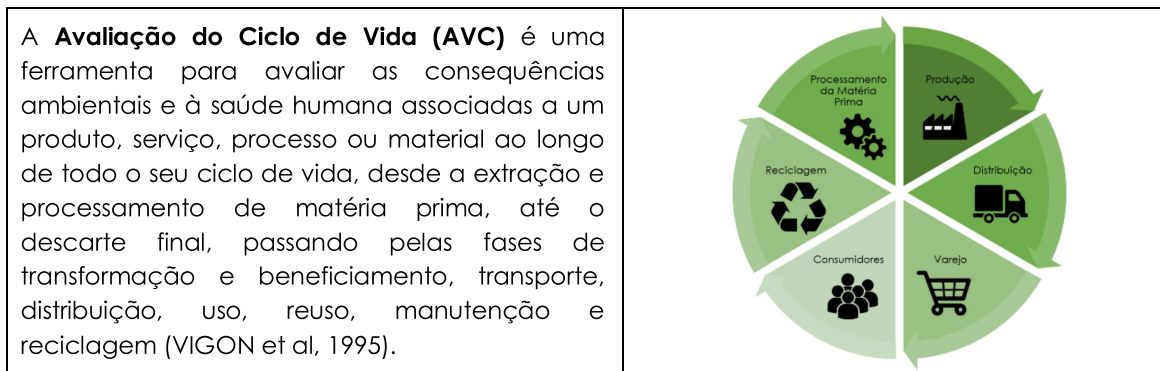 A Avaliação do Ciclo de Vida (AVC) é uma
ferramenta para avaliar as consequências
ambientais e à saúde humana associadas a um
produto, serviço, processo ou material ao longo
de todo o seu ciclo de vida, desde a extração e
processamento de matéria prima, até o
descarte final, passando pelas fases de
transformação e beneficiamento, transporte,
distribuição, uso, reuso, manutenção e
reciclagem (VIGON et al, 1995).
Processamento
da Matéria
Prima
Produção
Reciclagem
Distribuição
Consumidores
Varejo